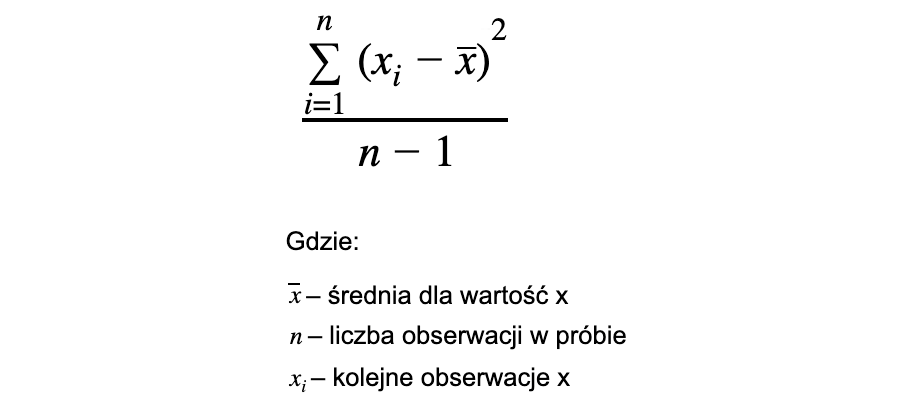 n
∑ (xᵢ − x̄)²
i=1
n − 1
Gdzie:
x̄ – średnia dla wartość x
n – liczba obserwacji w próbie
xᵢ – kolejne obserwacje x